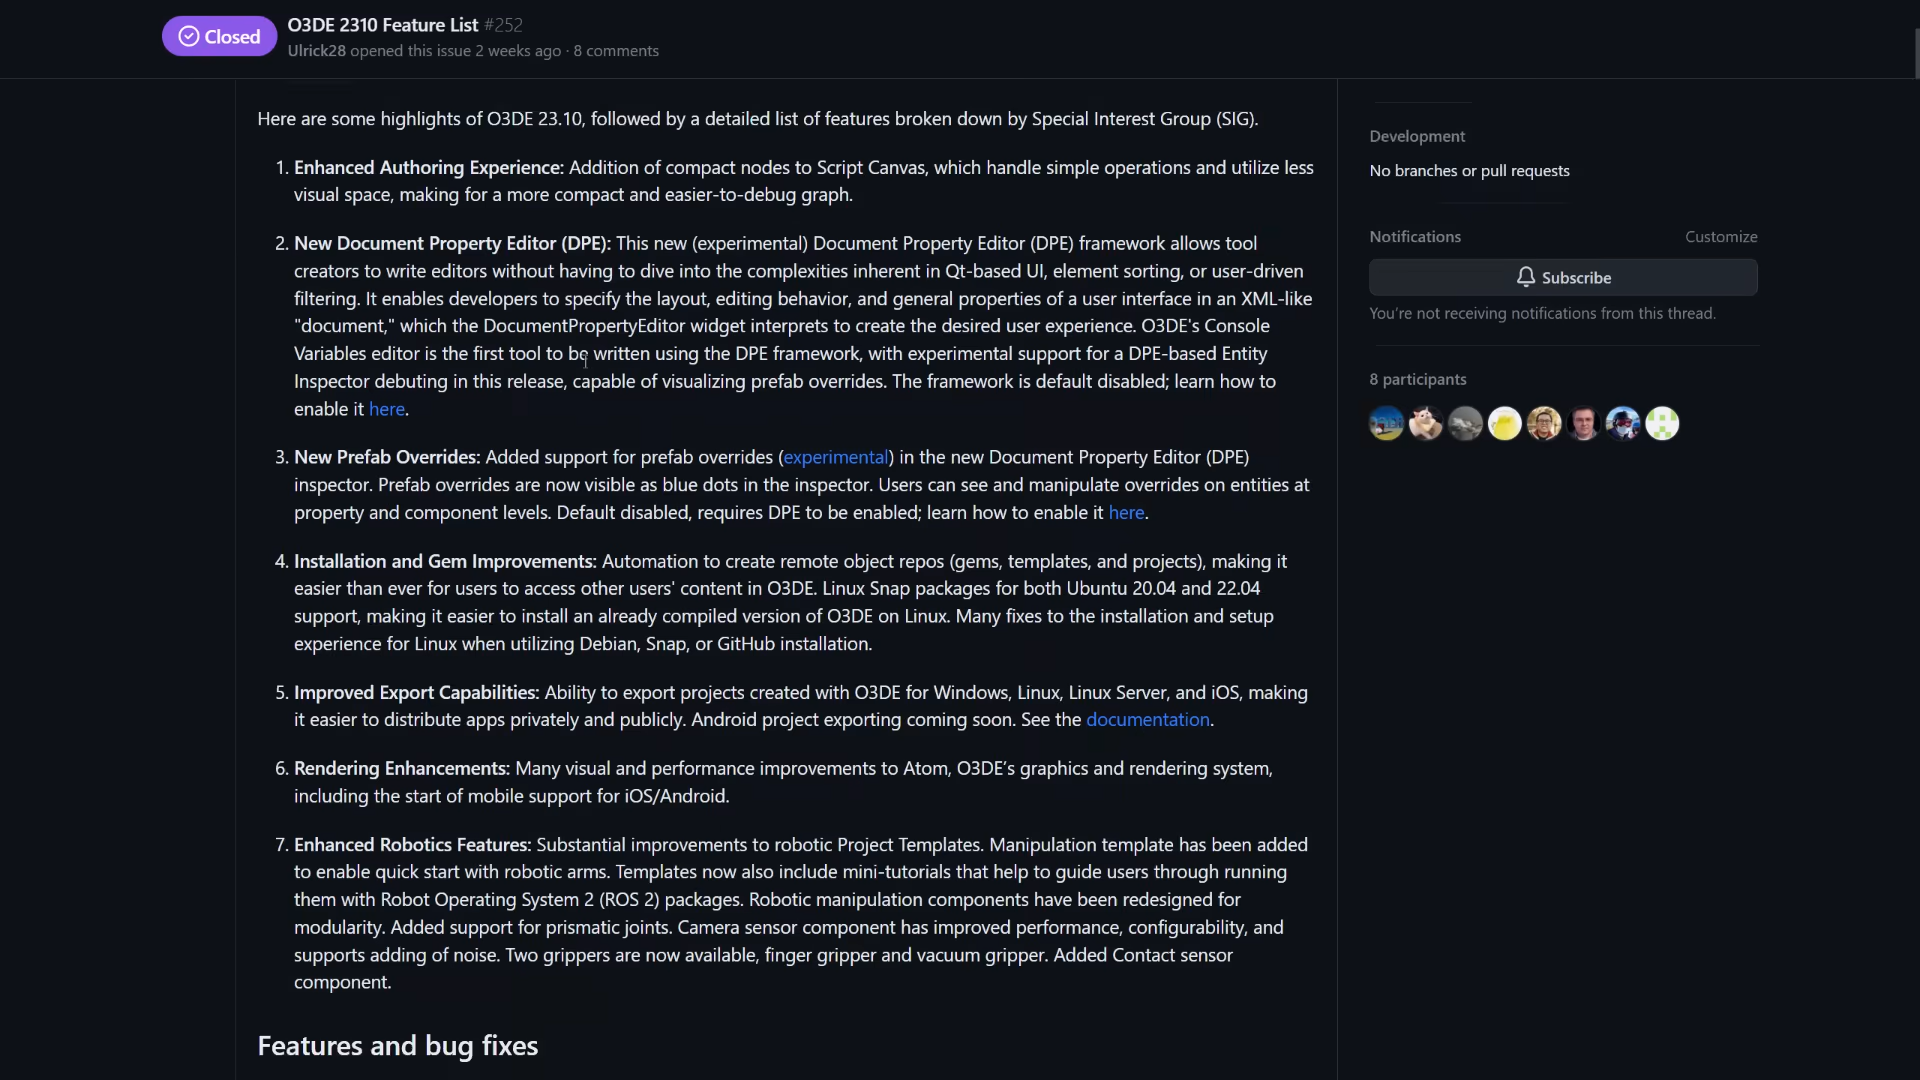 Closed
O3DE 2310 Feature List #252
Ulrick28 opened this issue 2 weeks ago · 8 comments
Here are some highlights of O3DE 23.10, followed by a detailed list of features broken down by Special Interest Group (SIG).
1. Enhanced Authoring Experience: Addition of compact nodes to Script Canvas, which handle simple operations and utilize less
visual space, making for a more compact and easier-to-debug graph.
2. New Document Property Editor (DPE): This new (experimental) Document Property Editor (DPE) framework allows tool
creators to write editors without having to dive into the complexities inherent in Qt-based UI, element sorting, or user-driven
filtering. It enables developers to specify the layout, editing behavior, and general properties of a user interface in an XML-like
"document," which the DocumentPropertyEditor widget interprets to create the desired user experience. O3DE's Console
Variables editor is the first tool to be written using the DPE framework, with experimental support for a DPE-based Entity
Inspector debuting in this release, capable of visualizing prefab overrides. The framework is default disabled; learn how to
enable it here.
3. New Prefab Overrides: Added support for prefab overrides (experimental) in the new Document Property Editor (DPE)
inspector. Prefab overrides are now visible as blue dots in the inspector. Users can see and manipulate overrides on entities at
property and component levels. Default disabled, requires DPE to be enabled; learn how to enable it here.
4. Installation and Gem Improvements: Automation to create remote object repos (gems, templates, and projects), making it
easier than ever for users to access other users' content in O3DE. Linux Snap packages for both Ubuntu 20.04 and 22.04
support, making it easier to install an already compiled version of O3DE on Linux. Many fixes to the installation and setup
experience for Linux when utilizing Debian, Snap, or GitHub installation.
5. Improved Export Capabilities: Ability to export projects created with O3DE for Windows, Linux, Linux Server, and iOS, making
it easier to distribute apps privately and publicly. Android project exporting coming soon. See the documentation.
6. Rendering Enhancements: Many visual and performance improvements to Atom, O3DE’s graphics and rendering system,
including the start of mobile support for iOS/Android.
7. Enhanced Robotics Features: Substantial improvements to robotic Project Templates. Manipulation template has been added
to enable quick start with robotic arms. Templates now also include mini-tutorials that help to guide users through running
them with Robot Operating System 2 (ROS 2) packages. Robotic manipulation components have been redesigned for
modularity. Added support for prismatic joints. Camera sensor component has improved performance, configurability, and
supports adding of noise. Two grippers are now available, finger gripper and vacuum gripper. Added Contact sensor
component.
Features and bug fixes
Development
No branches or pull requests
Notifications Customize
Subscribe
You’re not receiving notifications from this thread.
8 participants